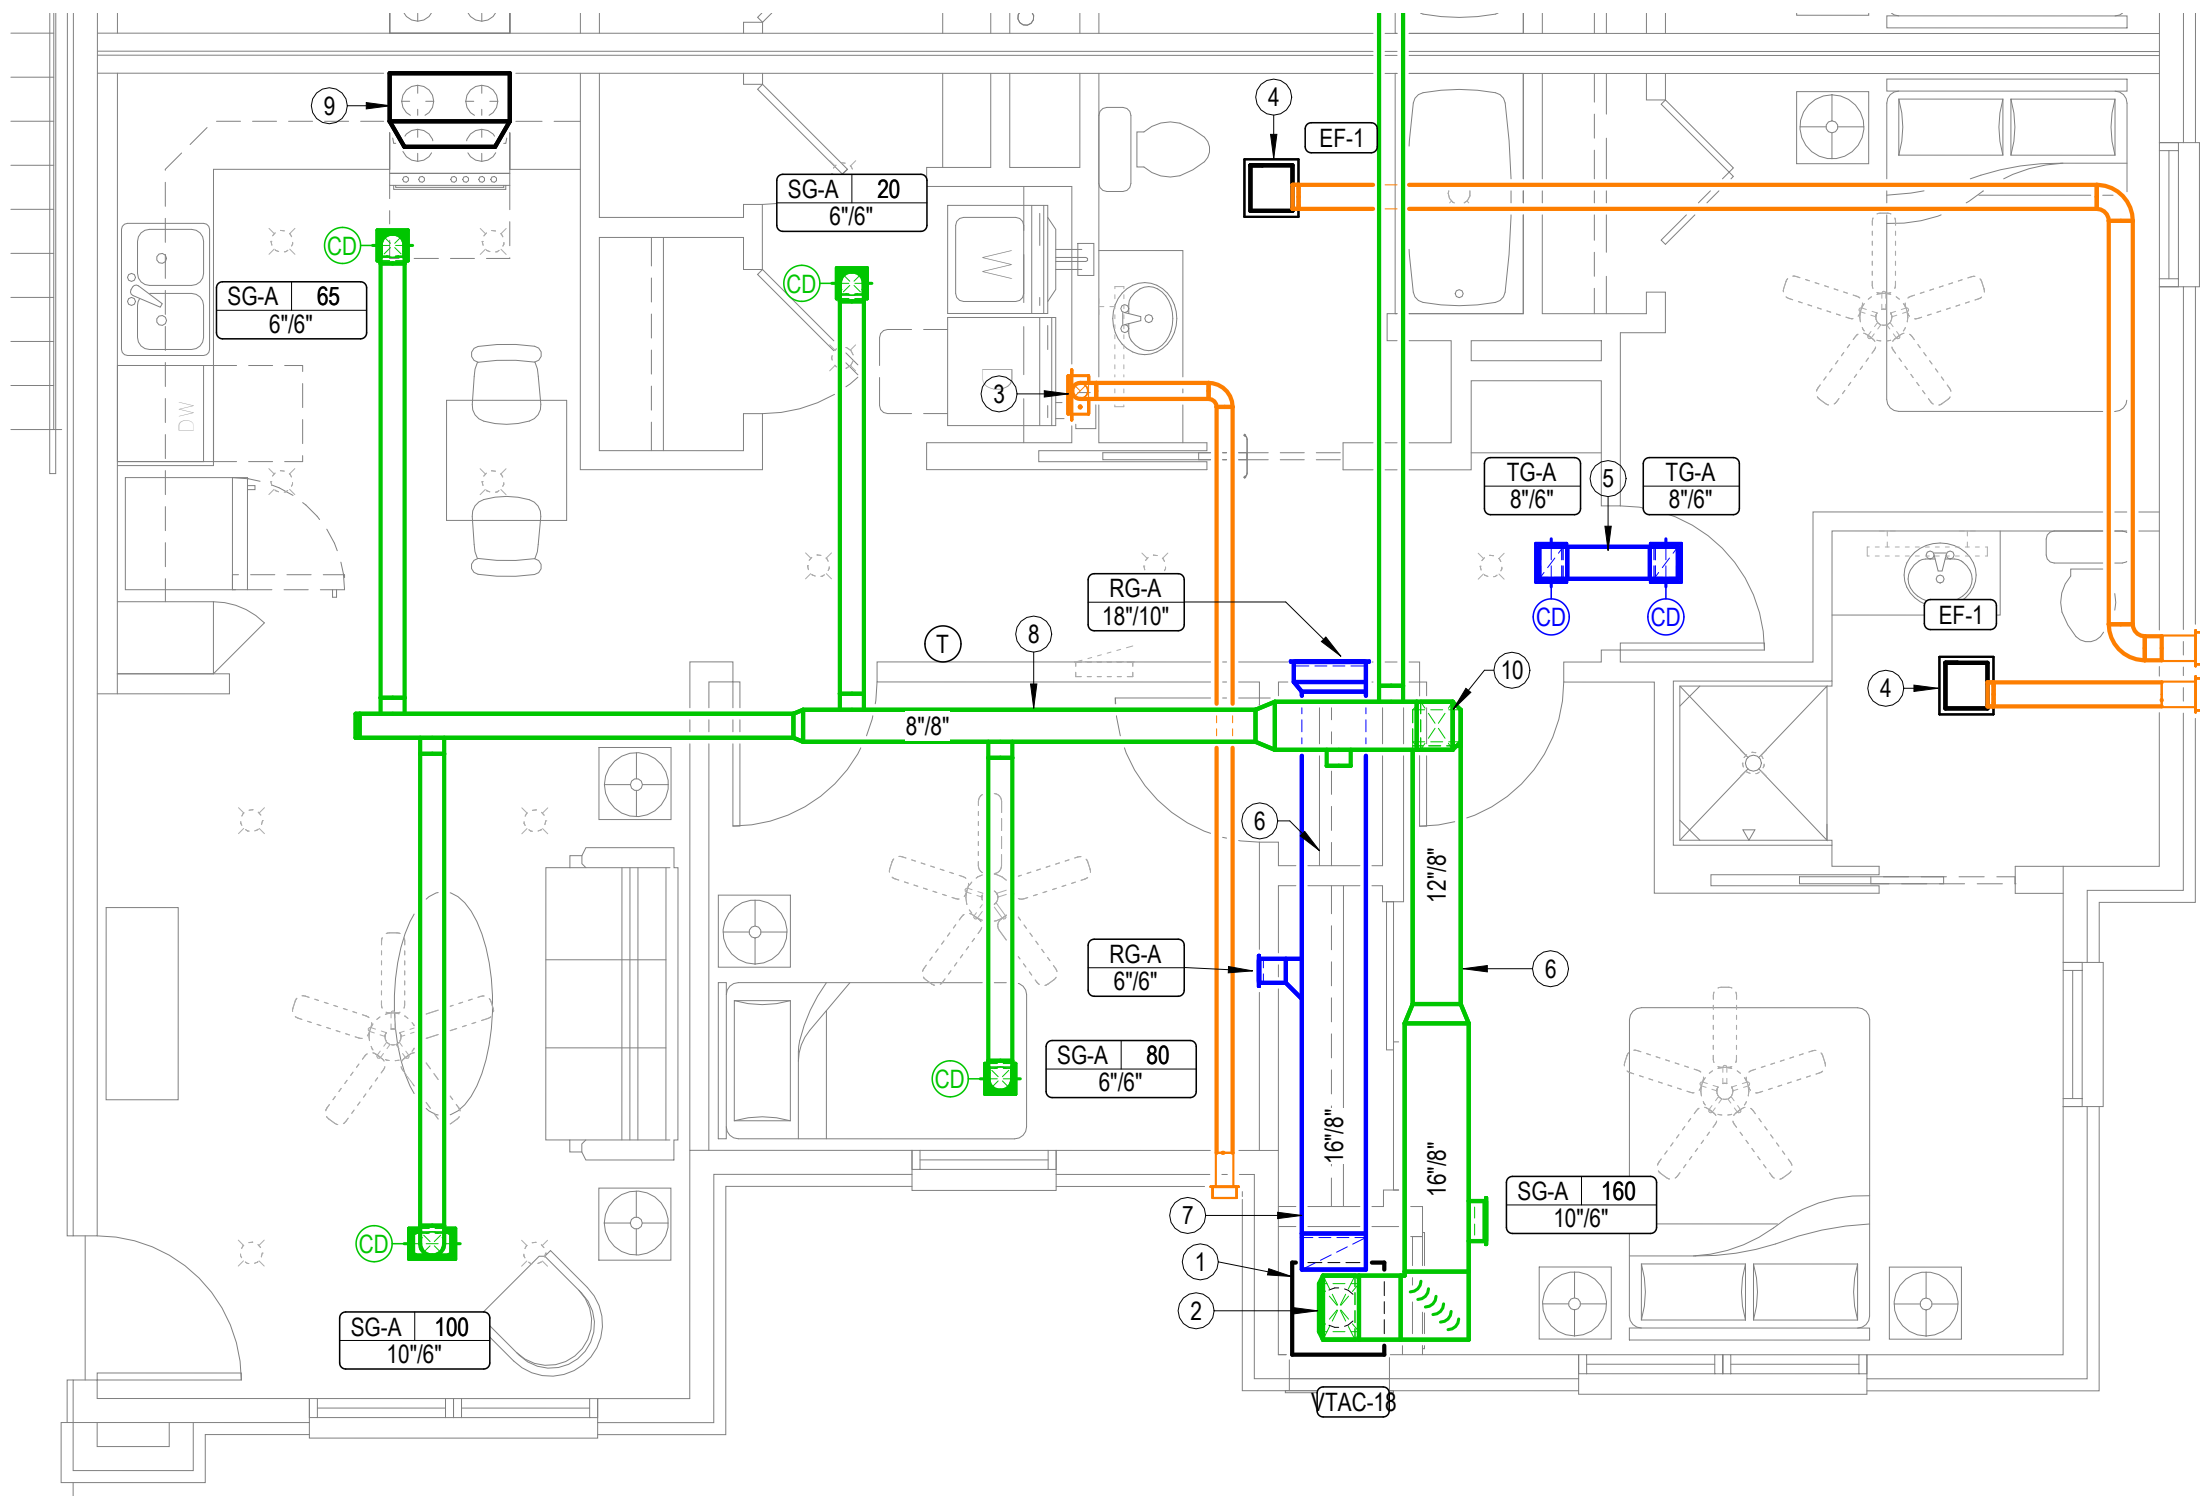 9
4
EF-1
SG-A 20
6"/6"
CD
CD
SG-A 65
6"/6"
W
3
DW
TG-A
8"/6"
5
TG-A
8"/6"
RG-A
18"/10"
CD
CD
EF-1
T
8
10
4
8"/8"
6
12"/8"
RG-A
6"/6"
6
SG-A 80
6"/6"
CD
16"/8"
16"/8"
SG-A 160
10"/6"
7
CD
1
2
SG-A 100
10"/6"
VTAC-18